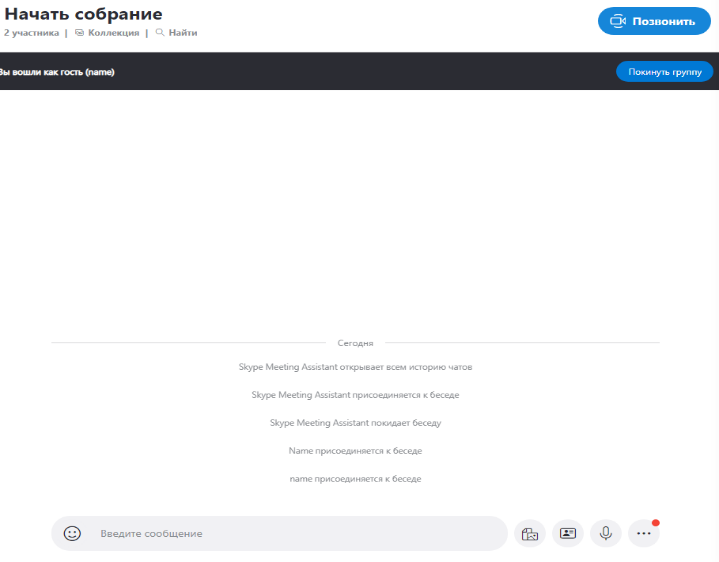 Начать собрание
2 участника | Коллекция | Найти
Позвонить
Вы вошли как гость (name)
Покинуть группу
Сегодня
Skype Meeting Assistant открывает всем историю чатов
Skype Meeting Assistant присоединяется к беседе
Skype Meeting Assistant покидает беседу
Name присоединяется к беседе
name присоединяется к беседе
Введите сообщение